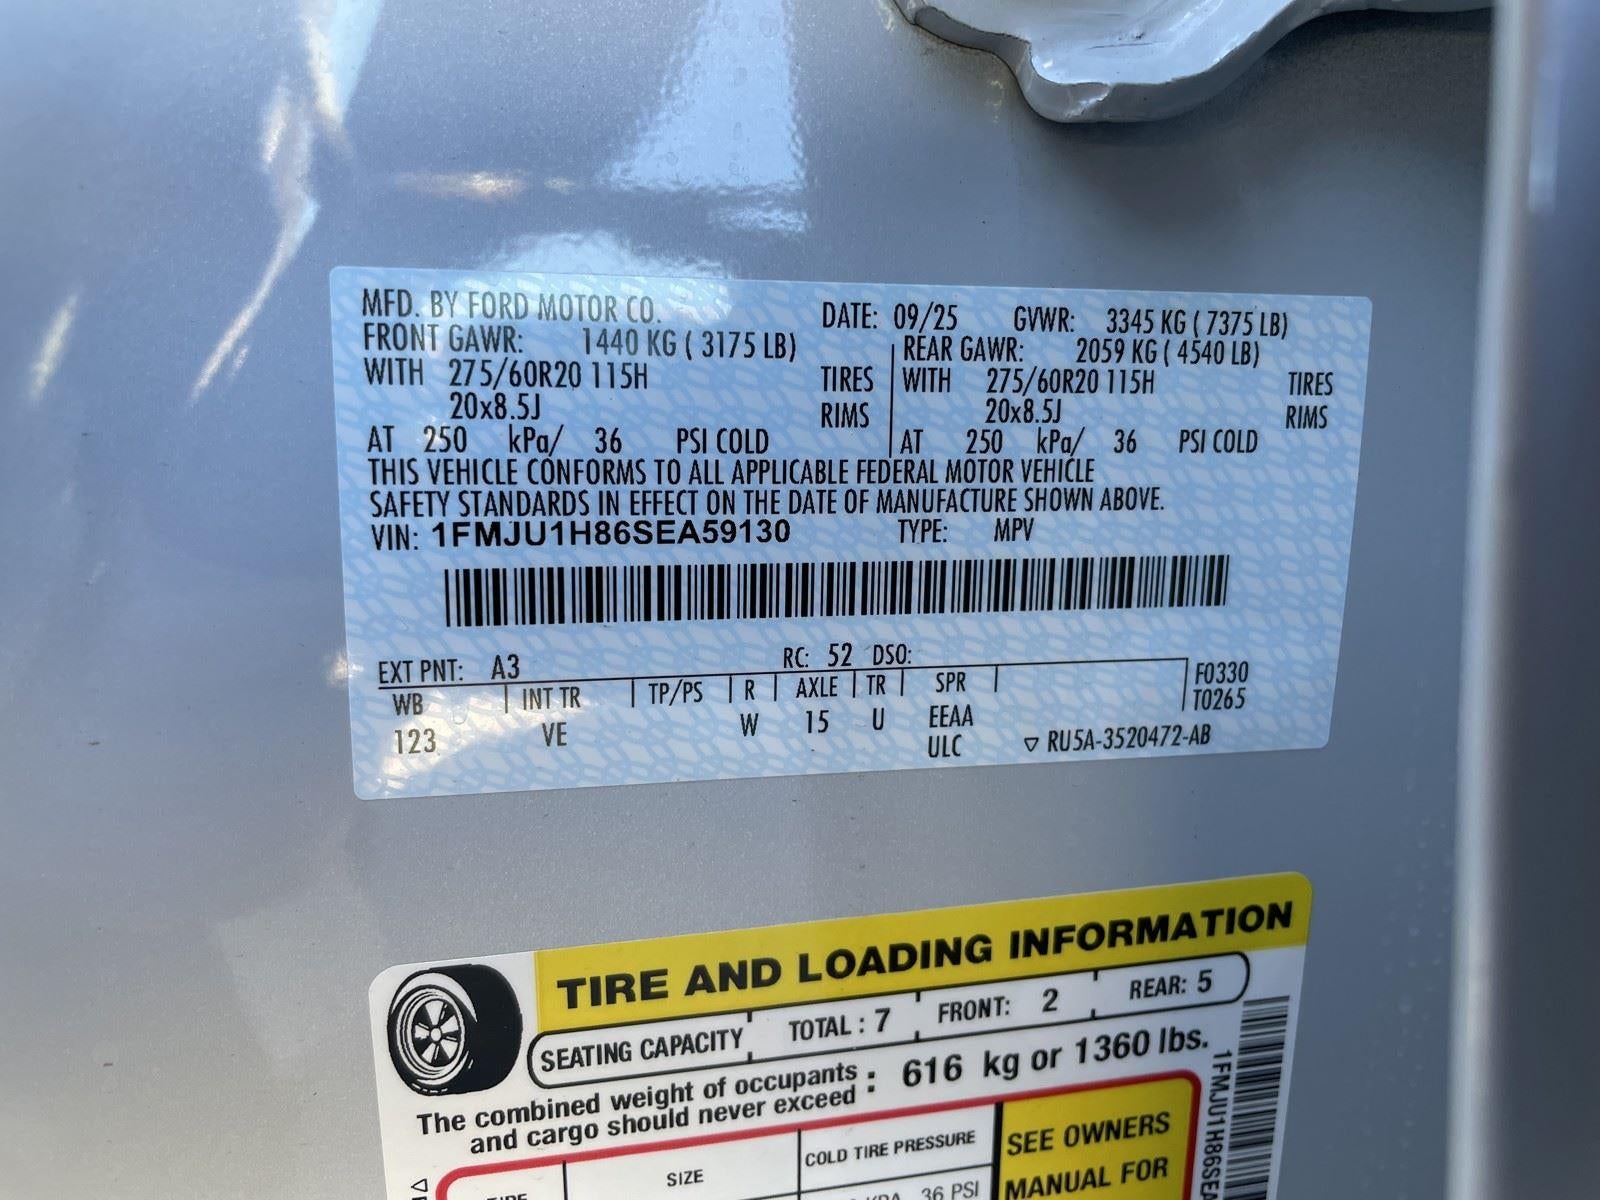 MFD. BY FORD MOTOR CO. DATE: 09/25 GVWR: 3345 KG ( 7375 LB)
FRONT GAWR: 1440 KG ( 3175 LB) REAR GAWR: 2059 KG ( 4540 LB)
WITH 275/60R20 115H TIRES WITH 275/60R20 115H TIRES
20x8.5J RIMS 20x8.5J RIMS
AT 250 kPa/ 36 PSI COLD AT 250 kPa/ 36 PSI COLD
THIS VEHICLE CONFORMS TO ALL APPLICABLE FEDERAL MOTOR VEHICLE
SAFETY STANDARDS IN EFFECT ON THE DATE OF MANUFACTURE SHOWN ABOVE.
VIN: 1FMJU1H86SEA59130 TYPE: MPV
EXT PNT: A3 RC: 52 DSO:
WB INT TR TP/PS R AXLE TR SPR F0330
T0265
123 VE W 15 U EEAA
ULC ▽ RU5A-3520472-AB
TIRE AND LOADING INFORMATION
SEATING CAPACITY TOTAL : 7 FRONT: 2 REAR: 5
The combined weight of occupants
and cargo should never exceed : 616 kg or 1360 lbs.
SIZE COLD TIRE PRESSURE SEE OWNERS
36 PSI MANUAL FOR
1FMJU1H86SEA